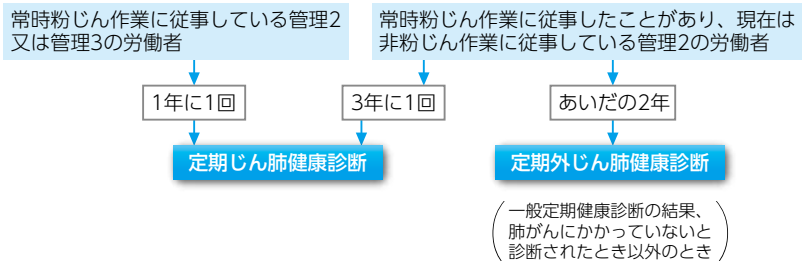 常時粉じん作業に従事している管理2
又は管理3の労働者
常時粉じん作業に従事したことがあり、現在は
非粉じん作業に従事している管理2の労働者
1年に1回
3年に1回
あいだの2年
定期じん肺健康診断
定期外じん肺健康診断
一般定期健康診断の結果、
肺がんにかかっていないと
診断されたとき以外のとき